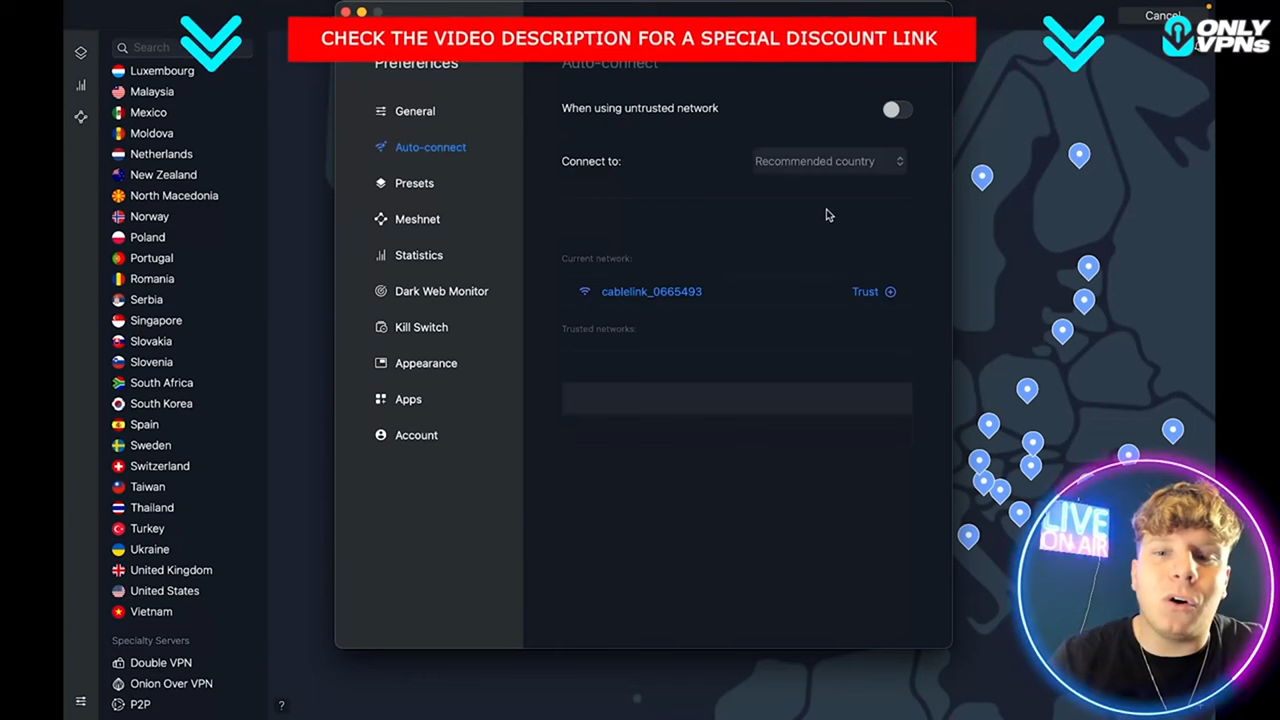 CHECK THE VIDEO DESCRIPTION FOR A SPECIAL DISCOUNT LINK
Cancel
ONLY
VPNs
Search
Luxembourg
Malaysia
Mexico
Moldova
Netherlands
New Zealand
North Macedonia
Norway
Poland
Portugal
Romania
Serbia
Singapore
Slovakia
Slovenia
South Africa
South Korea
Spain
Sweden
Switzerland
Taiwan
Thailand
Turkey
Ukraine
United Kingdom
United States
Vietnam
Specialty Servers
Double VPN
Onion Over VPN
P2P
?
Preferences
General
Auto-connect
Presets
Meshnet
Statistics
Dark Web Monitor
Kill Switch
Appearance
Apps
Account
Auto-connect
When using untrusted network
Connect to:
Recommended country
Current network:
cablelink_0665493
Trust
Trusted networks:
LIVE
ON AIR